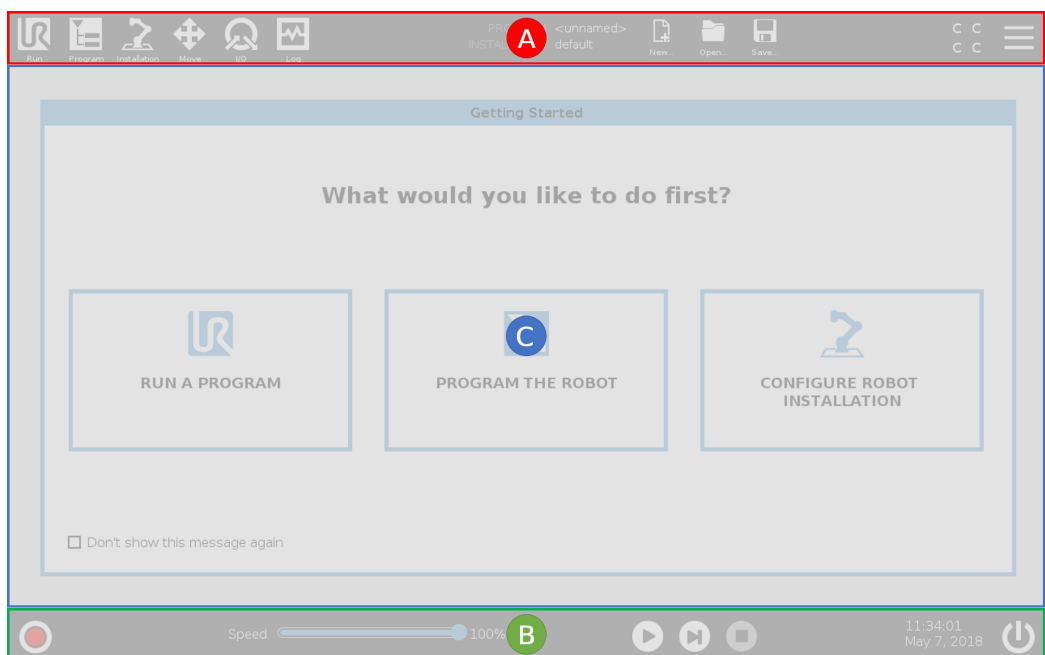 PR
<unnamed>
INSTAL
default
A
Run
Program
Installation
Move
I/O
Log
New...
Open...
Save...
C C
C C
Getting Started
What would you like to do first?
C
RUN A PROGRAM
PROGRAM THE ROBOT
CONFIGURE ROBOT
INSTALLATION
Don't show this message again
Speed
100%
B
11:34:01
May 7, 2018